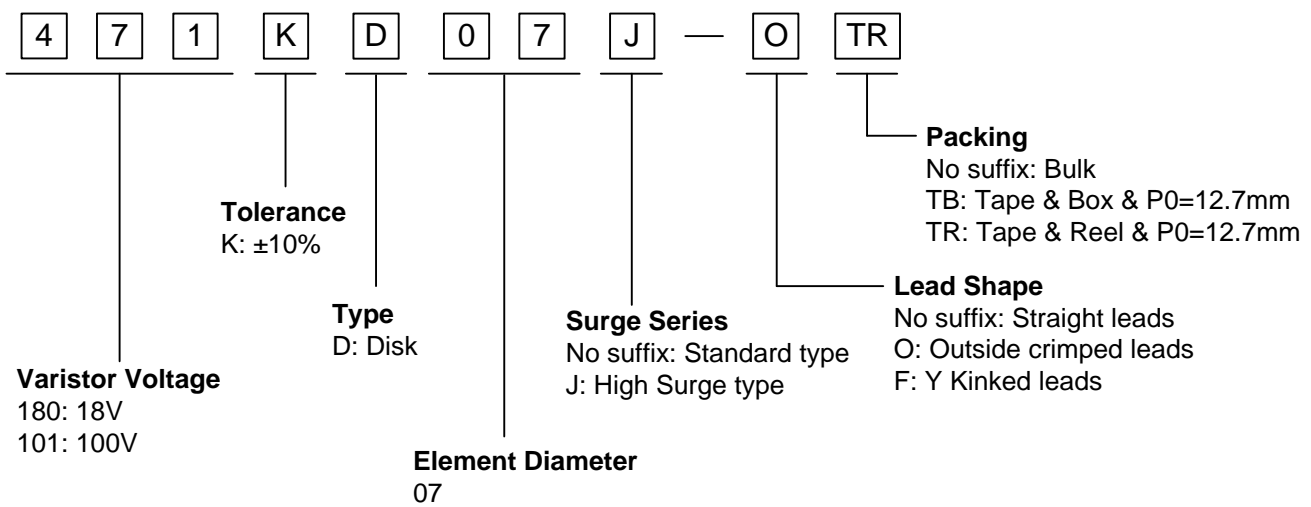 4 7 1 K D 0 7 J — O TR
Packing
No suffix: Bulk
TB: Tape & Box & P0=12.7mm
TR: Tape & Reel & P0=12.7mm
Tolerance
K: ±10%
Lead Shape
No suffix: Straight leads
O: Outside crimped leads
F: Y Kinked leads
Type
D: Disk
Surge Series
No suffix: Standard type
J: High Surge type
Varistor Voltage
180: 18V
101: 100V
Element Diameter
07